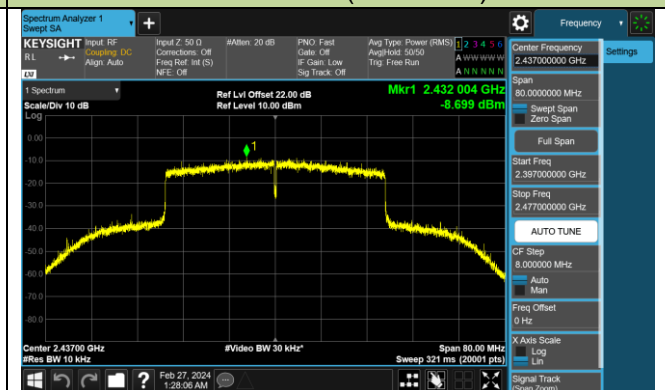 Spectrum Analyzer 1
Swept SA
+
Frequency
KEYSIGHT
RL
Input: RF
Coupling: DC
Align: Auto
Input Z: 50 Ω
Corrections: Off
Freq Ref: Int (S)
NFE: Off
#Atten: 20 dB
PNO: Fast
Gate: Off
IF Gain: Low
Sig Track: Off
Avg Type: Power (RMS)
Avg|Hold: 50/50
Trig: Free Run
1 2 3 4 5 6
A W W W W W
A N N N N N
LXI
1 Spectrum
Scale/Div 10 dB
Log
Ref Lvl Offset 22.00 dB
Ref Level 10.00 dBm
Mkr1 2.432 004 GHz
-8.699 dBm
1
0.00
-10.0
-20.0
-30.0
-40.0
-50.0
-60.0
-70.0
-80.0
Center 2.43700 GHz
#Res BW 10 kHz
#Video BW 30 kHz*
Span 80.00 MHz
Sweep 321 ms (20001 pts)
Feb 27, 2024
1:28:06 AM
Center Frequency
2.437000000 GHz
Span
80.0000000 MHz
Swept Span
Zero Span
Full Span
Start Freq
2.397000000 GHz
Stop Freq
2.477000000 GHz
AUTO TUNE
CF Step
8.000000 MHz
Auto
Man
Freq Offset
0 Hz
X Axis Scale
Log
Lin
Signal Track
(Span Zoom)
Settings